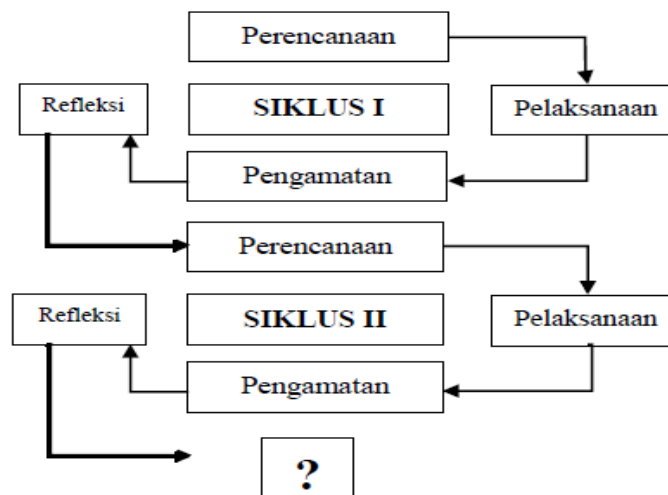 Perencanaan
Refleksi
SIKLUS I
Pelaksanaan
Pengamatan
Perencanaan
Refleksi
SIKLUS II
Pelaksanaan
Pengamatan
?